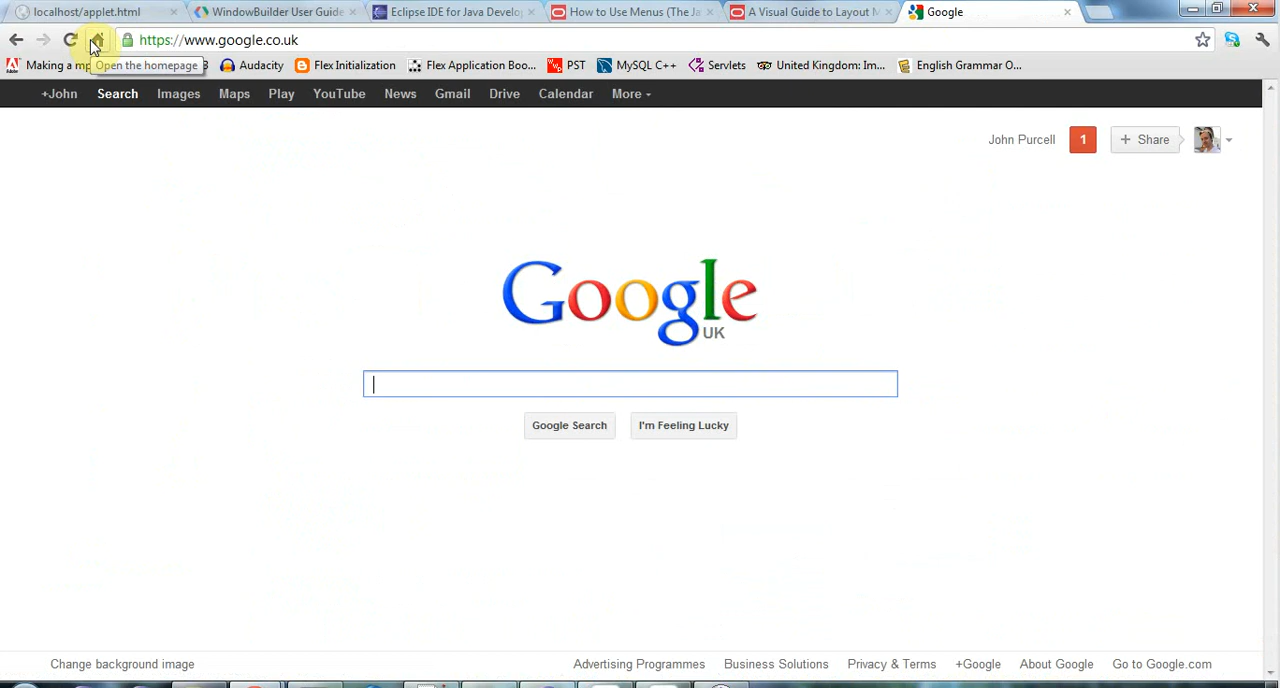 localhost/applet.html
WindowBuilder User Guide
Eclipse IDE for Java Develo
How to Use Menus (The Ja
A Visual Guide to Layout M
Google
https://www.google.co.uk
Making a mp
3
Audacity
Flex Initialization
Flex Application Boo...
PST
MySQL C++
Servlets
United Kingdom: Im...
English Grammar O...
Open the homepage
+John
Search
Images
Maps
Play
YouTube
News
Gmail
Drive
Calendar
More
John Purcell
1
+ Share
Google
UK
Google Search
I'm Feeling Lucky
Change background image
Advertising Programmes
Business Solutions
Privacy & Terms
+Google
About Google
Go to Google.com